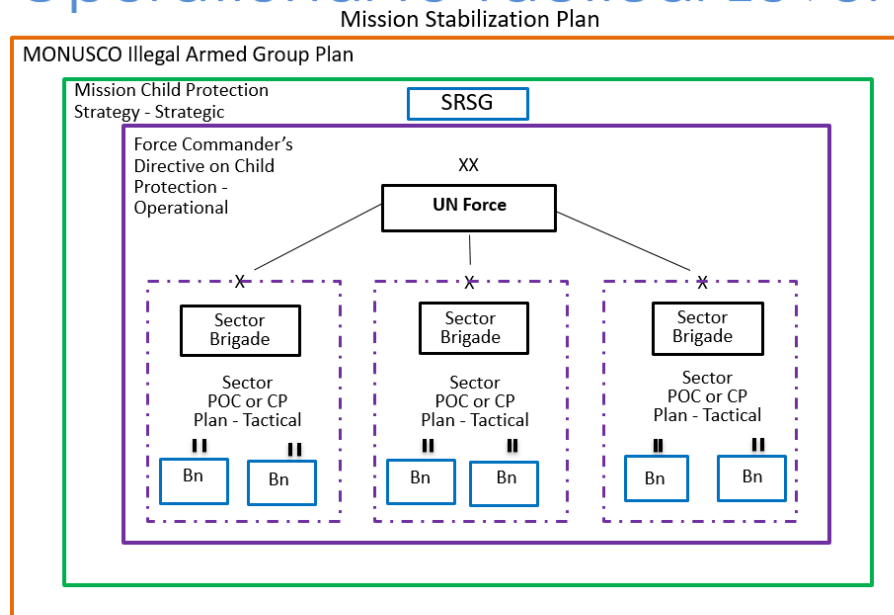 Mission Stabilization Plan
MONUSCO Illegal Armed Group Plan
Mission Child Protection
Strategy - Strategic
SRSG
Force Commander’s
Directive on Child
Protection -
Operational
XX
UN Force
X
X
X
Sector
Brigade
Sector
Brigade
Sector
Brigade
Sector
POC or CP
Plan - Tactical
Sector
POC or CP
Plan - Tactical
Sector
POC or CP
Plan - Tactical
II
II
II
II
II
II
Bn
Bn
Bn
Bn
Bn
Bn